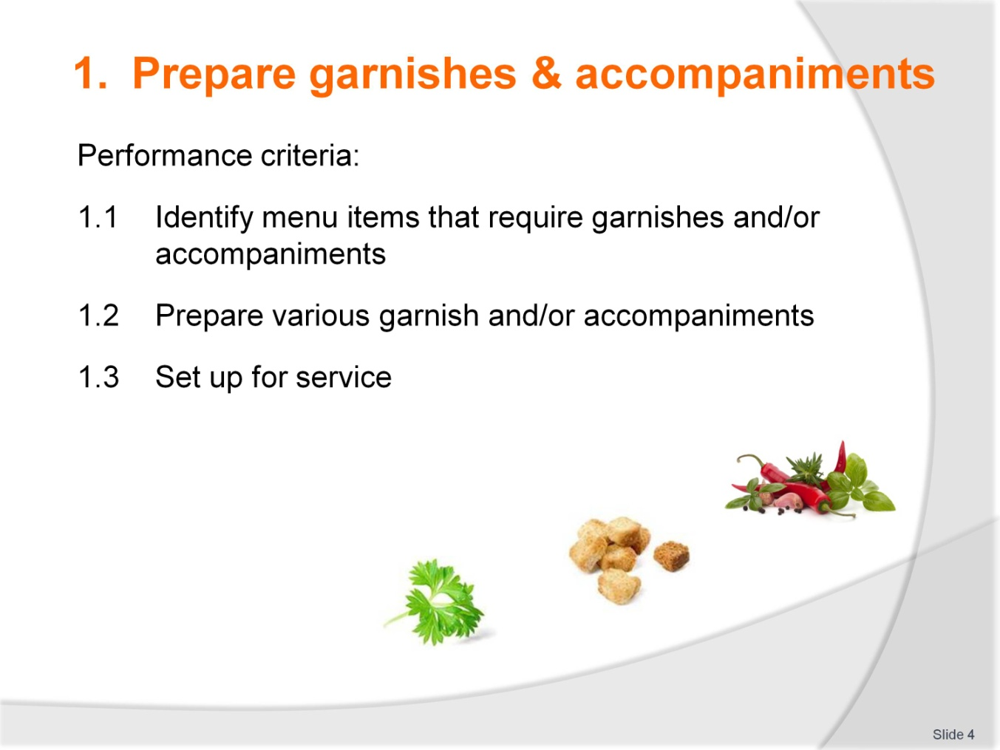 1. Prepare garnishes & accompaniments
Performance criteria:
1.1 Identify menu items that require garnishes and/or
accompaniments
1.2 Prepare various garnish and/or accompaniments
1.3 Set up for service
Slide 4